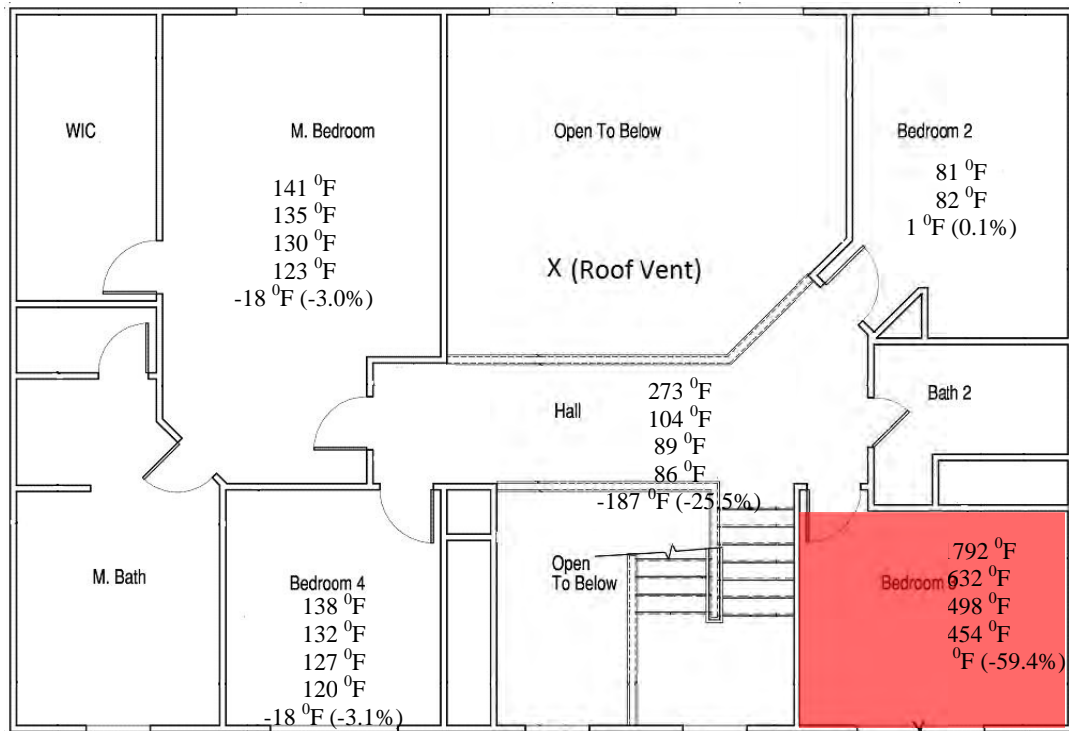 WIC
M. Bedroom
141 ⁰F
135 ⁰F
130 ⁰F
123 ⁰F
-18 ⁰F (-3.0%)
Open To Below
X (Roof Vent)
Bedroom 2
81 ⁰F
82 ⁰F
1 ⁰F (0.1%)
Hall
273 ⁰F
104 ⁰F
89 ⁰F
86 ⁰F
-187 ⁰F (-25.5%)
Bath 2
M. Bath
Bedroom 4
138 ⁰F
132 ⁰F
127 ⁰F
120 ⁰F
-18 ⁰F (-3.1%)
Open
To Below
Bedroom
1792 ⁰F
632 ⁰F
498 ⁰F
454 ⁰F
⁰F (-59.4%)